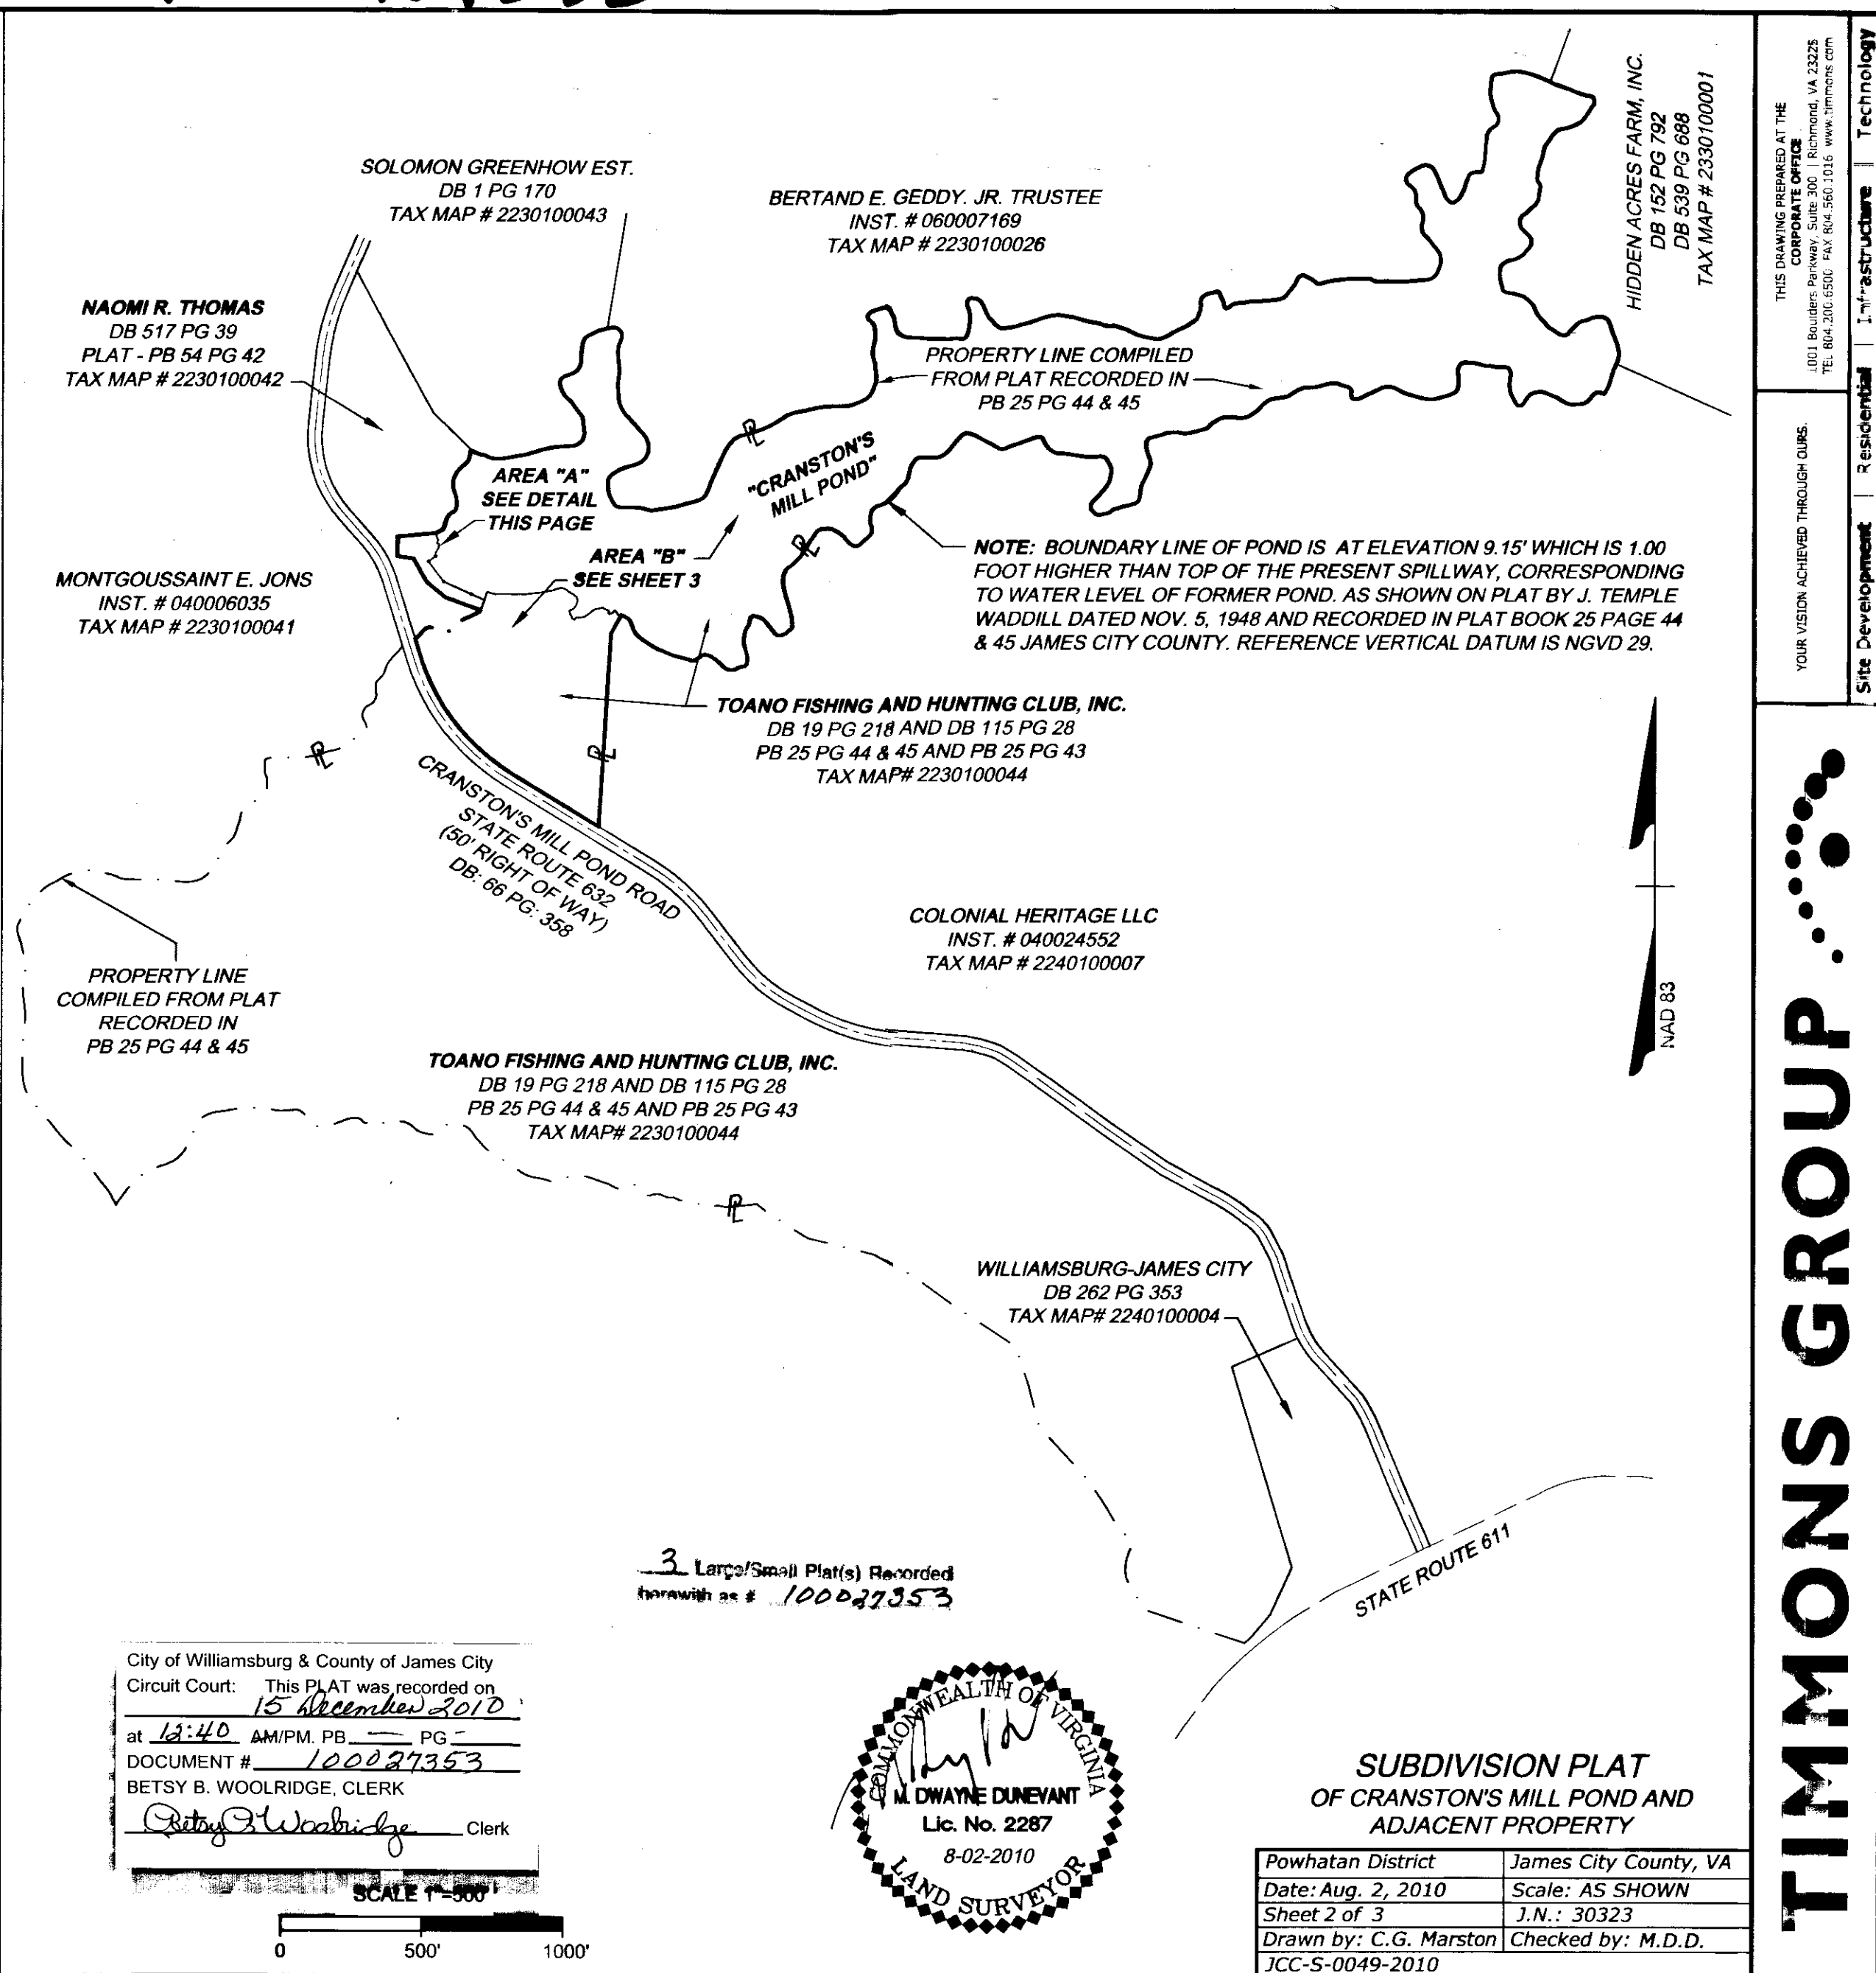 SOLOMON GREENHOW EST.
DB 1 PG 170
TAX MAP # 2230100043
BERTAND E. GEDDY. JR. TRUSTEE
INST. # 060007169
TAX MAP # 2230100026
HIDDEN ACRES FARM, INC.
DB 152 PG 792
DB 539 PG 688
TAX MAP # 2330100001
NAOMI R. THOMAS
DB 517 PG 39
PLAT - PB 54 PG 42
TAX MAP # 2230100042
PROPERTY LINE COMPILED
FROM PLAT RECORDED IN
PB 25 PG 44 & 45
AREA "A"
SEE DETAIL
THIS PAGE
"CRANSTON'S
MILL POND"
AREA "B"
SEE SHEET 3
MONTGOUSSAINT E. JONS
INST. # 040006035
TAX MAP # 2230100041
NOTE: BOUNDARY LINE OF POND IS AT ELEVATION 9.15' WHICH IS 1.00
FOOT HIGHER THAN TOP OF THE PRESENT SPILLWAY, CORRESPONDING
TO WATER LEVEL OF FORMER POND. AS SHOWN ON PLAT BY J. TEMPLE
WADDILL DATED NOV. 5, 1948 AND RECORDED IN PLAT BOOK 25 PAGE 44
& 45 JAMES CITY COUNTY. REFERENCE VERTICAL DATUM IS NGVD 29.
TOANO FISHING AND HUNTING CLUB, INC.
DB 19 PG 218 AND DB 115 PG 28
PB 25 PG 44 & 45 AND PB 25 PG 43
TAX MAP# 2230100044
CRANSTON'S MILL POND ROAD
STATE ROUTE 632
(50' RIGHT OF WAY)
DB: 66 PG: 358
COLONIAL HERITAGE LLC
INST. # 040024552
TAX MAP # 2240100007
NAD 83
PROPERTY LINE
COMPILED FROM PLAT
RECORDED IN
PB 25 PG 44 & 45
TOANO FISHING AND HUNTING CLUB, INC.
DB 19 PG 218 AND DB 115 PG 28
PB 25 PG 44 & 45 AND PB 25 PG 43
TAX MAP# 2230100044
WILLIAMSBURG-JAMES CITY
DB 262 PG 353
TAX MAP# 2240100004
STATE ROUTE 611
3 Large/Small Plat(s) Recorded
herewith as # 100027353
City of Williamsburg & County of James City
Circuit Court: This PLAT was recorded on
15 December 2010
at 12:40 AM/PM. PB — PG -
DOCUMENT # 100027353
BETSY B. WOOLRIDGE, CLERK
Betsy B Woolridge Clerk
SCALE 1"=500'
0 500' 1000'
COMMONWEALTH OF VIRGINIA
M. DWAYNE DUNEVANT
Lic. No. 2287
8-02-2010
LAND SURVEYOR
SUBDIVISION PLAT
OF CRANSTON'S MILL POND AND
ADJACENT PROPERTY
Powhatan District James City County, VA
Date: Aug. 2, 2010 Scale: AS SHOWN
Sheet 2 of 3 J.N.: 30323
Drawn by: C.G. Marston Checked by: M.D.D.
JCC-S-0049-2010
THIS DRAWING PREPARED AT THE
CORPORATE OFFICE
1001 Boulders Parkway, Suite 300 | Richmond, VA 23225
TEL 804.200.6500 FAX 804.560.1016 www.timmons.com
YOUR VISION ACHIEVED THROUGH OURS.
Site Development | Residential | Infrastructure | Technology
TIMMONS GROUP